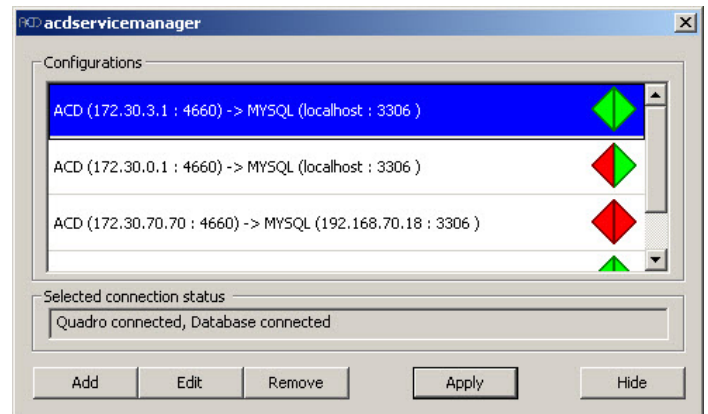 ACD acdservicemanager
Configurations
ACD (172.30.3.1 : 4660) -> MYSQL (localhost : 3306 )
ACD (172.30.0.1 : 4660) -> MYSQL (localhost : 3306 )
ACD (172.30.70.70 : 4660) -> MYSQL (192.168.70.18 : 3306 )
Selected connection status
Quadro connected, Database connected
Add Edit Remove Apply Hide